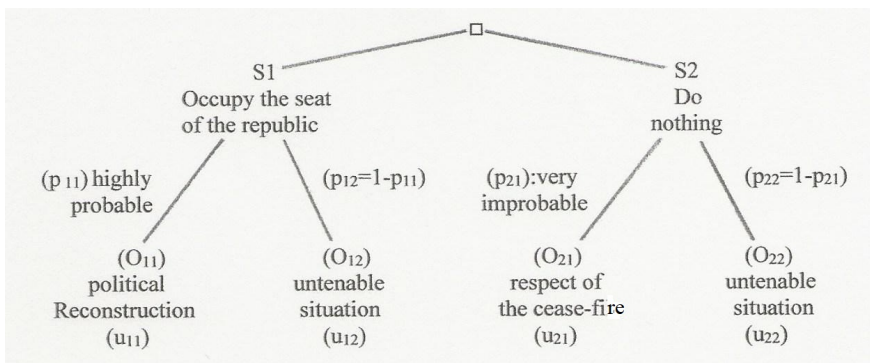 S1
Occupy the seat
of the republic
S2
Do
nothing
(p 11) highly
probable
(p12=1-p11)
(p21):very
improbable
(p22=1-p21)
(O11)
political
Reconstruction
(u11)
(O12)
untenable
situation
(u12)
(O21)
respect of
the cease-fire
(u21)
(O22)
untenable
situation
(u22)